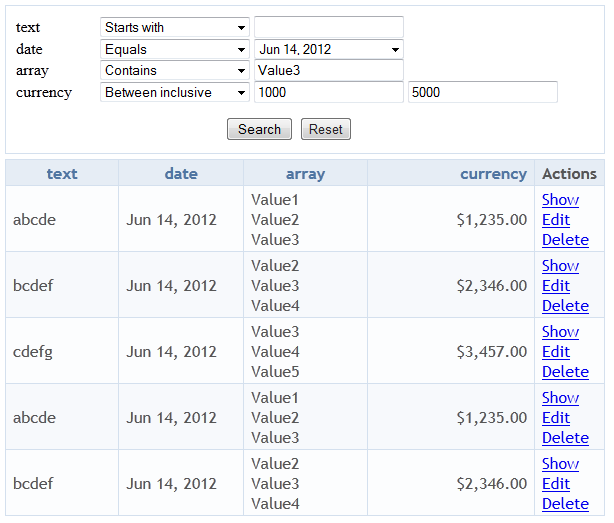 text Starts with
date Equals Jun 14, 2012
array Contains Value3
currency Between inclusive 1000 5000
Search Reset
text date array currency Actions
abcde Jun 14, 2012 Value1 Value2 Value3 $1,235.00 Show Edit Delete
bcdef Jun 14, 2012 Value2 Value3 Value4 $2,346.00 Show Edit Delete
cdefg Jun 14, 2012 Value3 Value4 Value5 $3,457.00 Show Edit Delete
abcde Jun 14, 2012 Value1 Value2 Value3 $1,235.00 Show Edit Delete
bcdef Jun 14, 2012 Value2 Value3 Value4 $2,346.00 Show Edit Delete